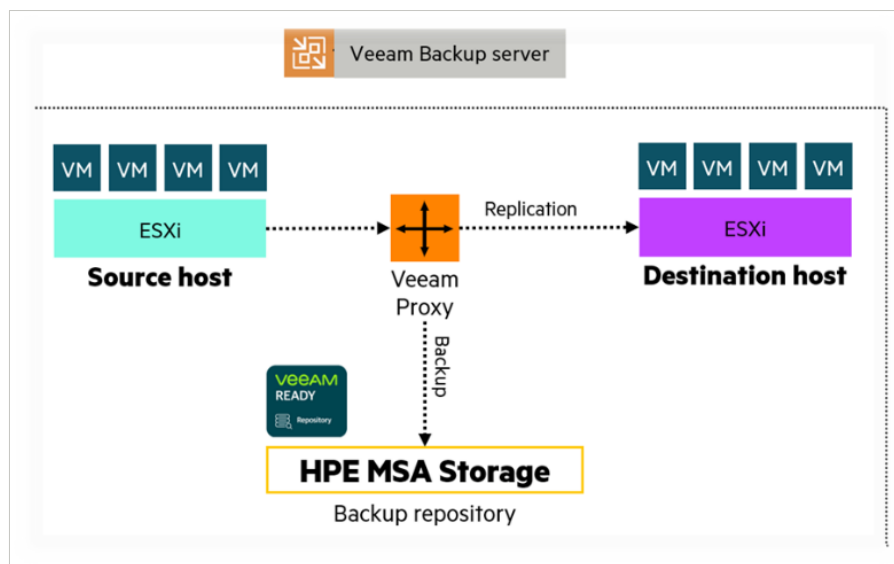 Veeam Backup server
VM VM VM VM
VM VM VM VM
ESXi
Replication
ESXi
Source host
Veeam
Proxy
Destination host
Backup
veeAM
READY
Repository
HPE MSA Storage
Backup repository